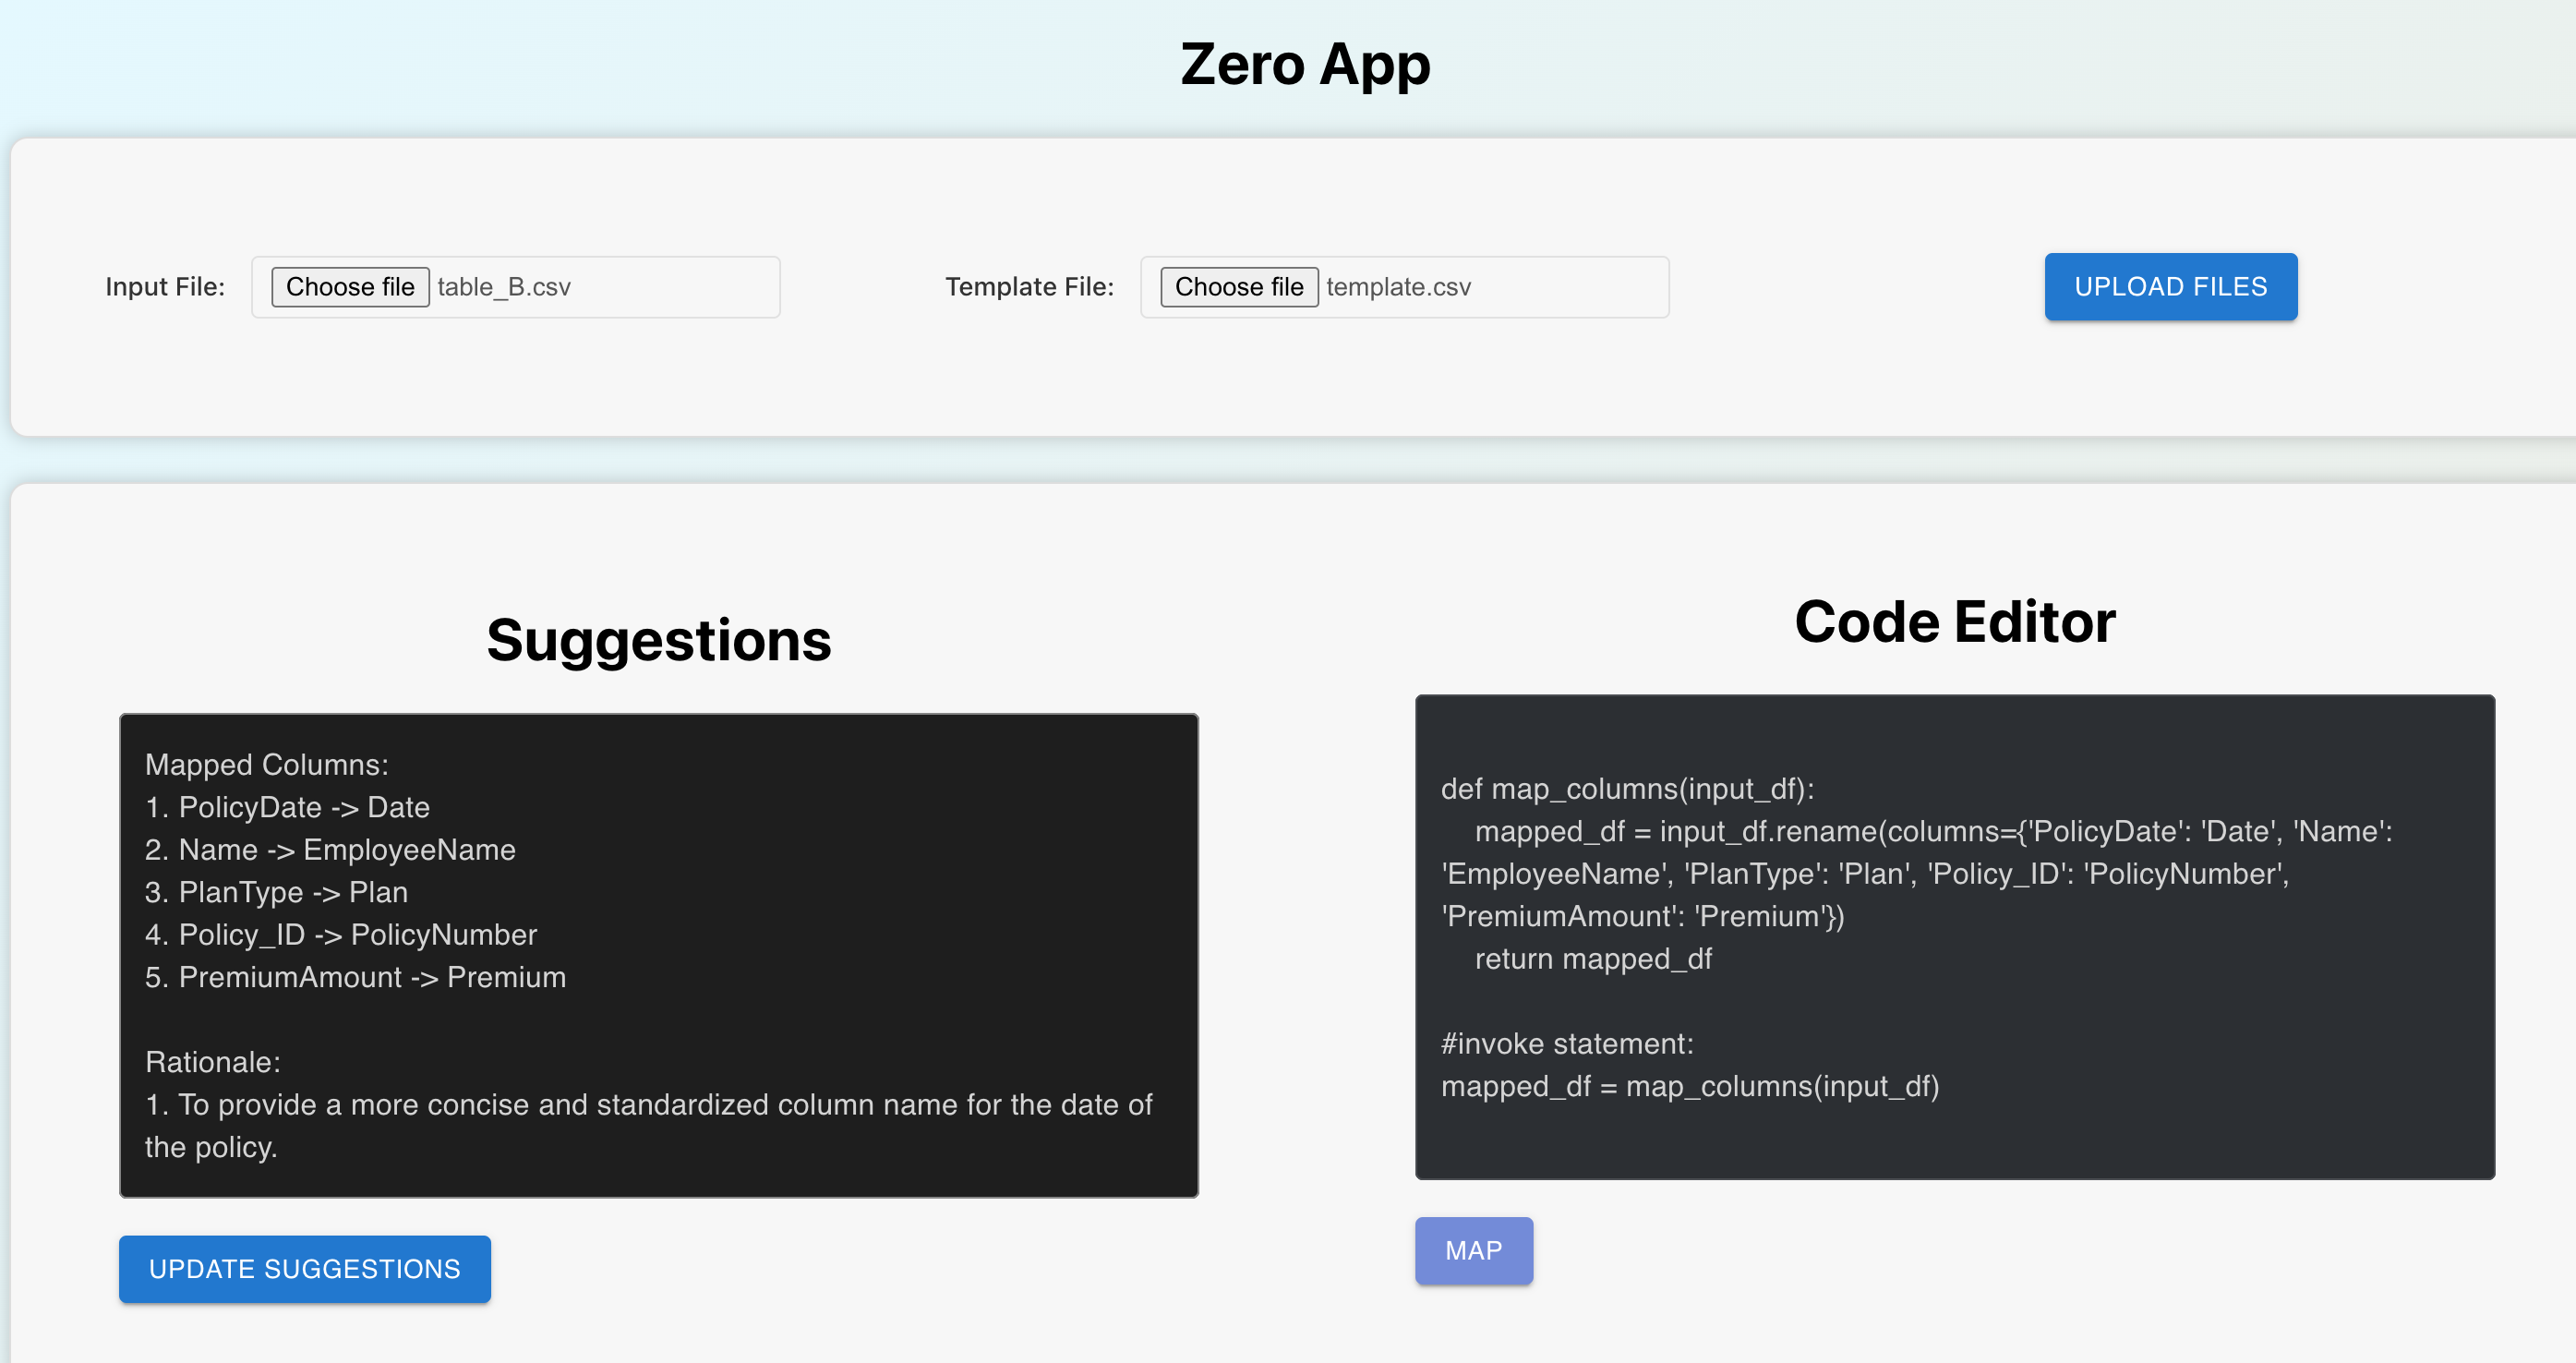 Zero App
Input File: Choose file table_B.csv Template File: Choose file template.csv UPLOAD FILES
Suggestions
Mapped Columns:
1. PolicyDate -> Date
2. Name -> EmployeeName
3. PlanType -> Plan
4. Policy_ID -> PolicyNumber
5. PremiumAmount -> Premium
Rationale:
1. To provide a more concise and standardized column name for the date of
the policy.
UPDATE SUGGESTIONS
Code Editor
def map_columns(input_df):
    mapped_df = input_df.rename(columns={'PolicyDate': 'Date', 'Name':
'EmployeeName', 'PlanType': 'Plan', 'Policy_ID': 'PolicyNumber',
'PremiumAmount': 'Premium'})
    return mapped_df
#invoke statement:
mapped_df = map_columns(input_df)
MAP